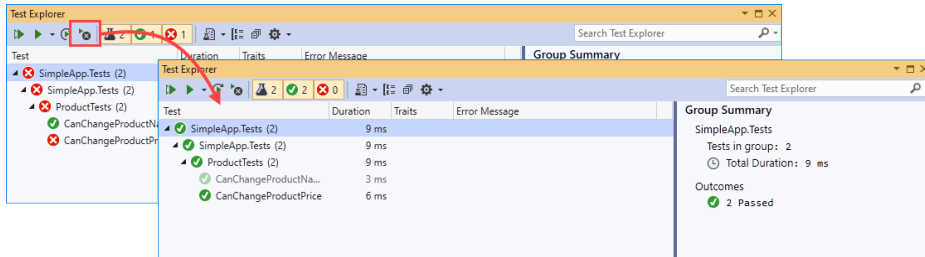 Test Explorer
2 1 1
Search Test Explorer
Test Duration Traits Error Message
Group Summary
SimpleApp.Tests (2)
SimpleApp.Tests (2)
ProductTests (2)
CanChangeProductNa
CanChangeProductPr
Test Explorer
2 2 0
Search Test Explorer
Test Duration Traits Error Message
SimpleApp.Tests (2) 9 ms
SimpleApp.Tests (2) 9 ms
ProductTests (2) 9 ms
CanChangeProductNa... 3 ms
CanChangeProductPrice 6 ms
Group Summary
SimpleApp.Tests
Tests in group: 2
Total Duration: 9 ms
Outcomes
2 Passed